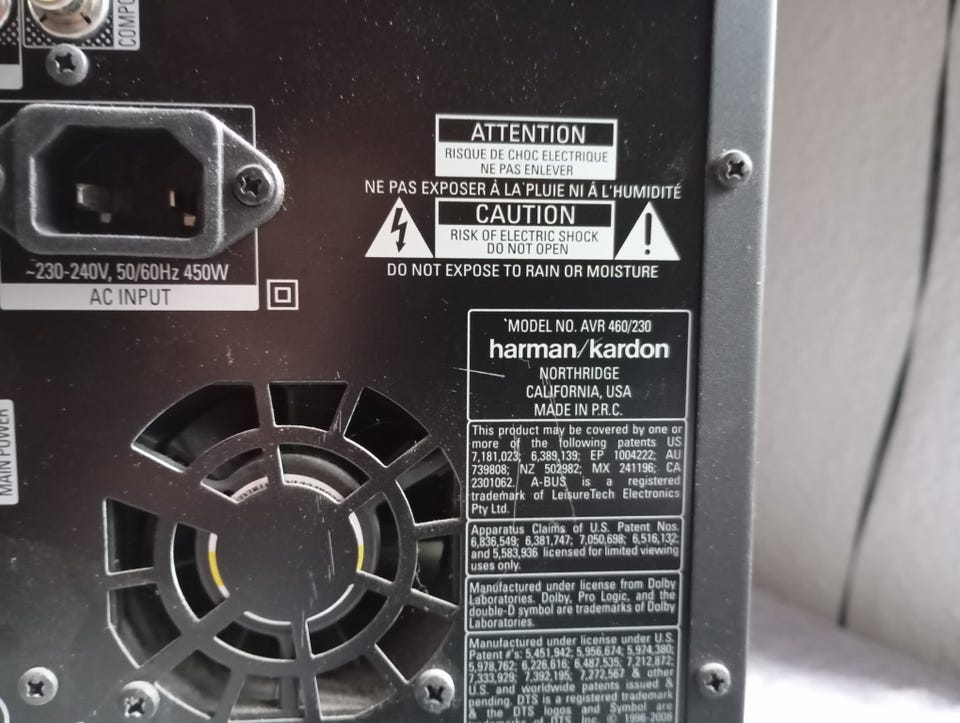 COMPO
ATTENTION
RISQUE DE CHOC ELECTRIQUE
NE PAS ENLEVER
NE PAS EXPOSER À LA PLUIE NI À L'HUMIDITÉ
CAUTION
RISK OF ELECTRIC SHOCK
DO NOT OPEN
DO NOT EXPOSE TO RAIN OR MOISTURE
~230-240V, 50/60Hz 450W
AC INPUT
MODEL NO. AVR 460/230
harman/kardon
NORTHRIDGE
CALIFORNIA, USA
MADE IN P.R.C.
MAIN POWER
This product may be covered by one or
more of the following patents US
7,181,023; 6,389,139; EP 1004222; AU
739808; NZ 502982; MX 241196; CA
2301062. A-BUS is a registered
trademark of LeisureTech Electronics
Pty Ltd.
Apparatus Claims of U.S. Patent Nos.
6,836,549; 6,381,747; 7,050,698; 6,516,132;
and 5,583,936 licensed for limited viewing
uses only.
Manufactured under license from Dolby
Laboratories. Dolby, Pro Logic, and the
double-D symbol are trademarks of Dolby
Laboratories.
Manufactured under license under U.S.
Patent #'s: 5,451,942; 5,956,674; 5,974,380;
5,978,762; 6,226,616; 6,487,535; 7,212,872;
7,333,929; 7,392,195; 7,272,567 & other
U.S. and worldwide patents issued &
pending. DTS is a registered trademark
& the DTS logos and Symbol are
trademarks of DTS, Inc. © 1996-2008